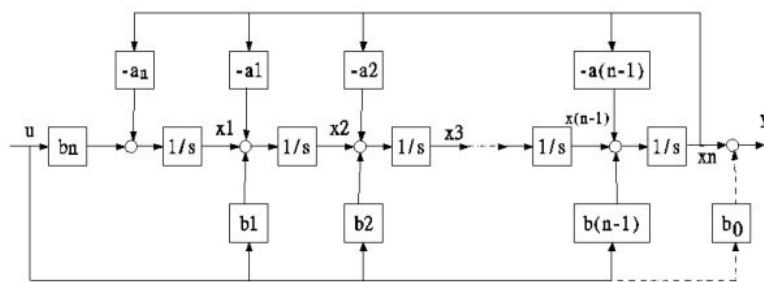 -an -a1 -a2 -a(n-1)
u bn 1/s x1 1/s x2 1/s x3 1/s x(n-1) 1/s xn y
b1 b2 b(n-1) b0